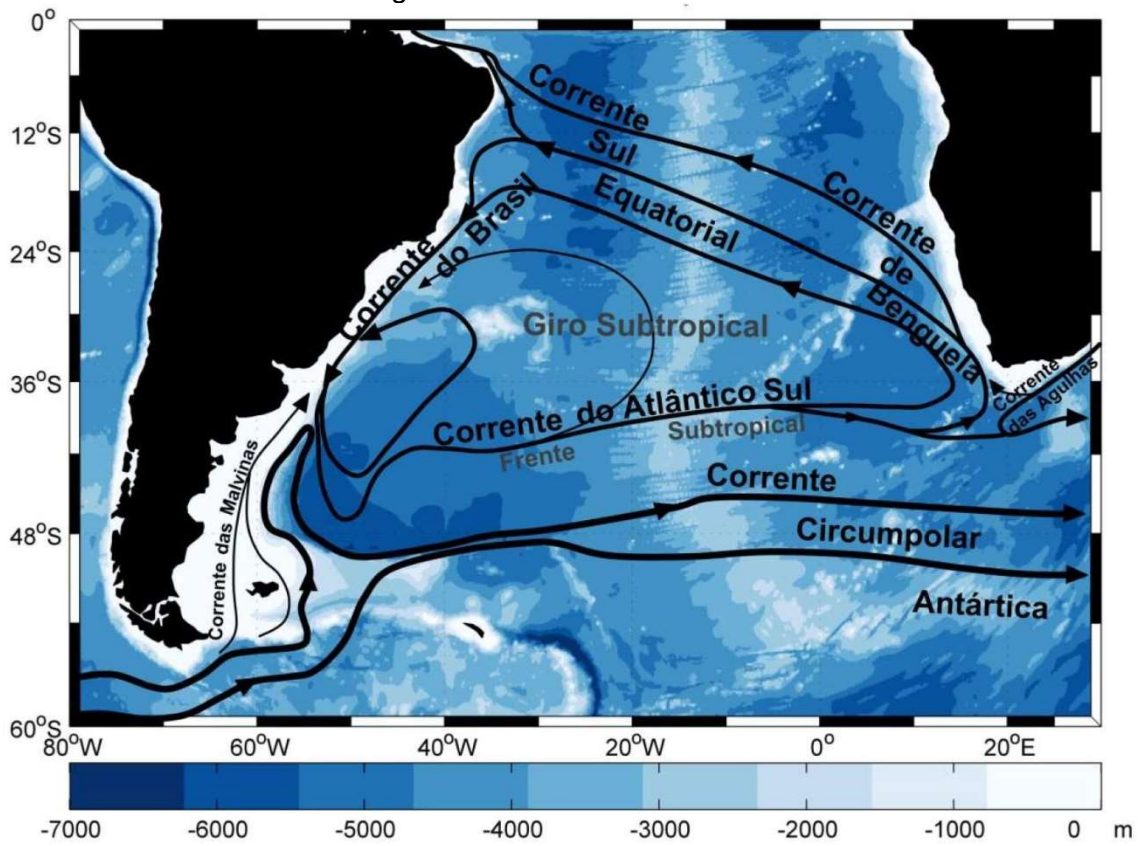 0°
12°S
24°S
36°S
48°S
60°S
80°W
60°W
40°W
20°W
0°
20°E
Corrente
Sul
Equatorial
Corrente
de
Benguela
Corrente
do Brasil
Giro Subtropical
Corrente do Atlântico Sul
Frente
Subtropical
Corrente
das Agulhas
Corrente das Malvinas
Corrente
Circumpolar
Antártica
-7000
-6000
-5000
-4000
-3000
-2000
-1000
0
m